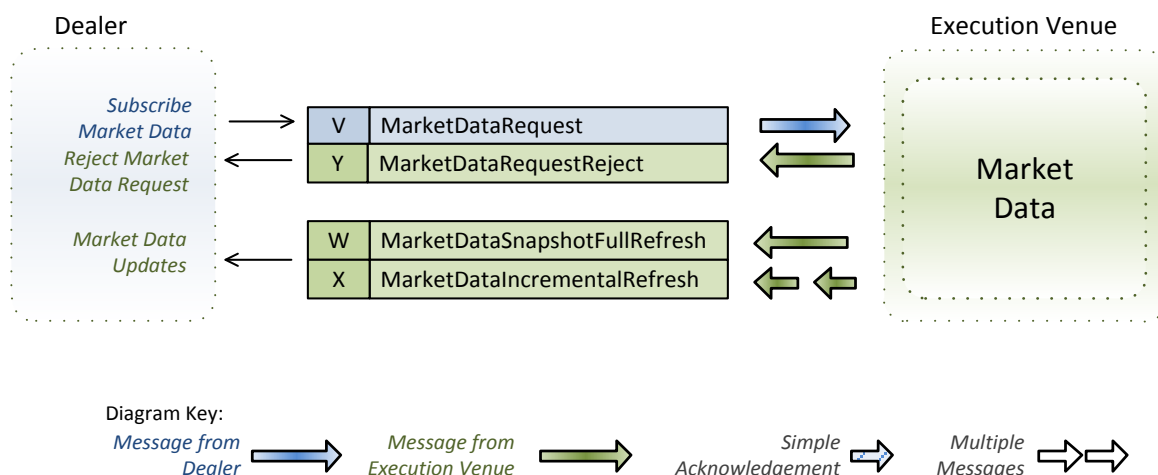 Dealer
Execution Venue
Subscribe
Market Data
Reject Market
Data Request
Market Data
Updates
V MarketDataRequest
Y MarketDataRequestReject
W MarketDataSnapshotFullRefresh
X MarketDataIncrementalRefresh
Market
Data
Diagram Key:
Message from
Dealer
Message from
Execution Venue
Simple
Acknowledgement
Multiple
Messages